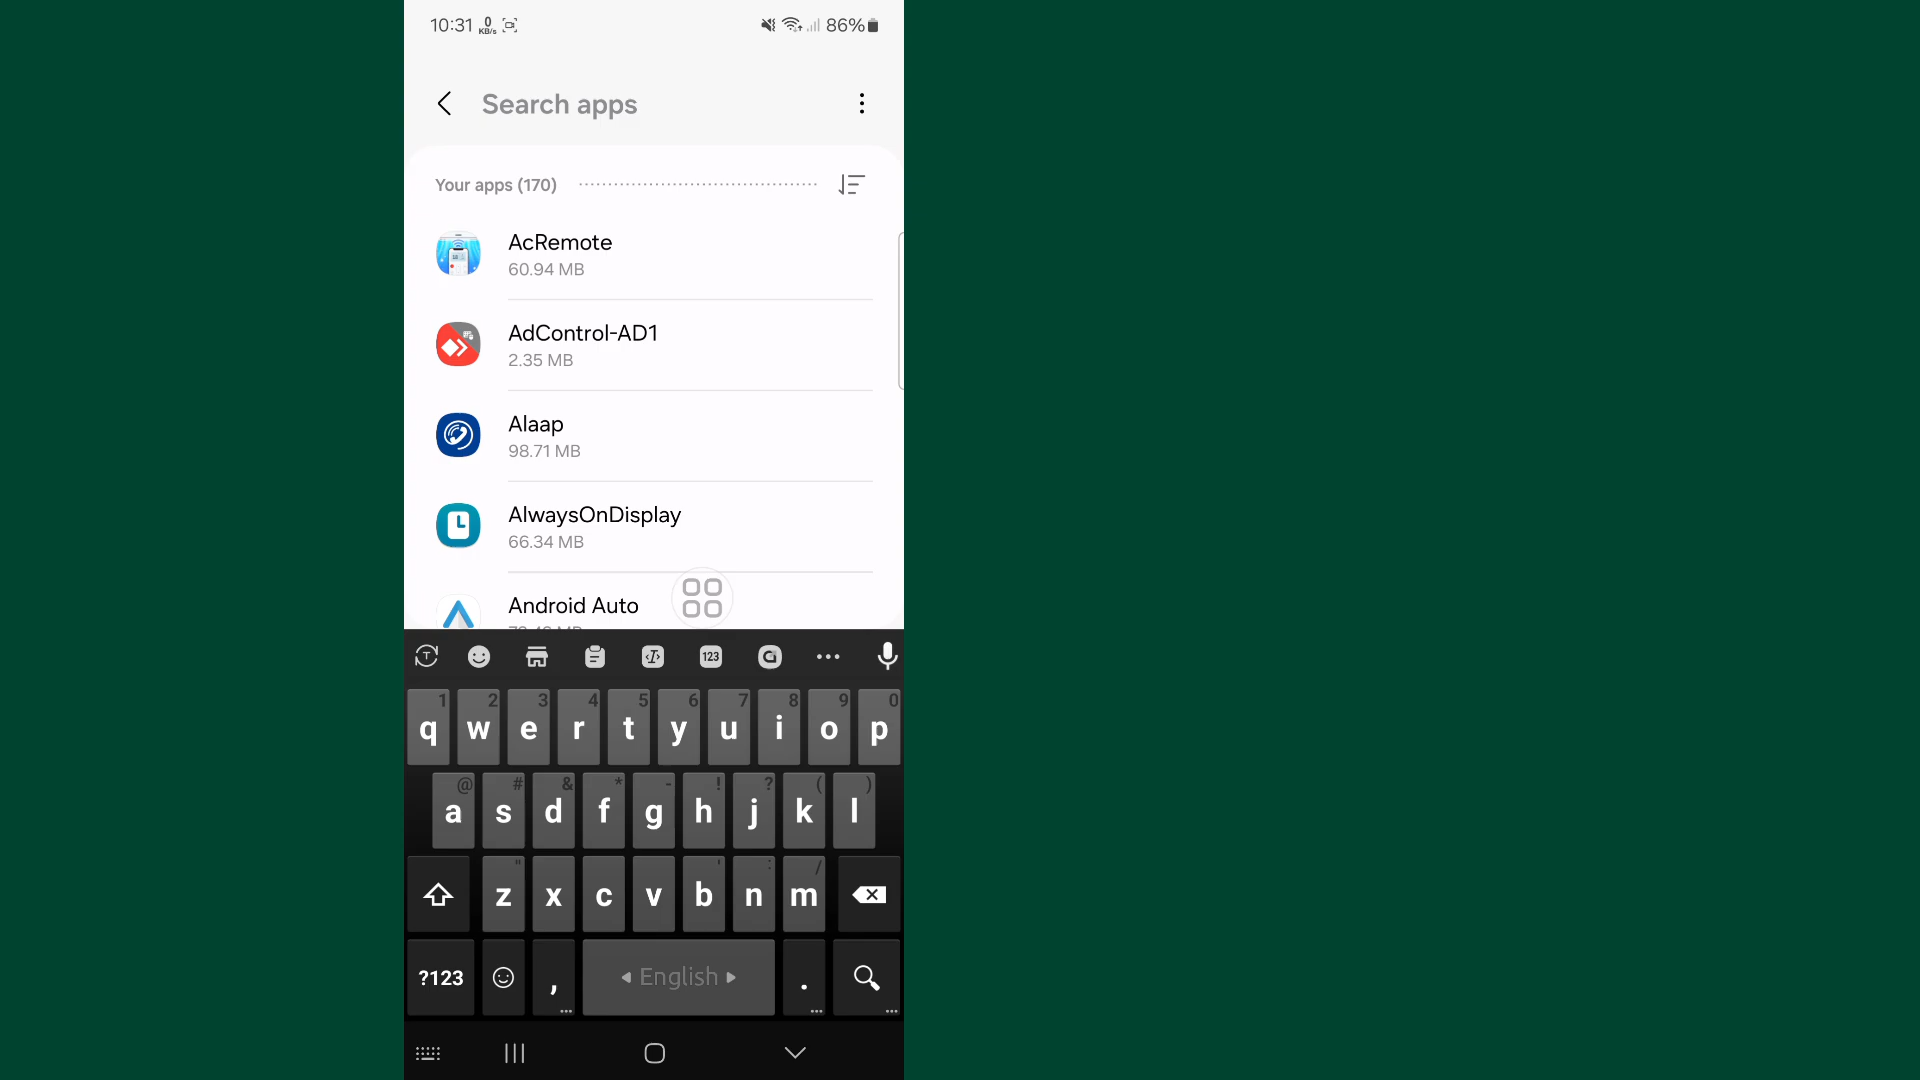 10:31 0 KB/s 86%
Search apps
Your apps (170)
AcRemote
60.94 MB
AdControl-AD1
2.35 MB
Alaap
98.71 MB
AlwaysOnDisplay
66.34 MB
Android Auto
T 123 G
1 2 3 4 5 6 7 8 9 0
q w e r t y u i o p
@ # & * - ! ? ( )
a s d f g h j k l
" ' : /
z x c v b n m
?123 , English .